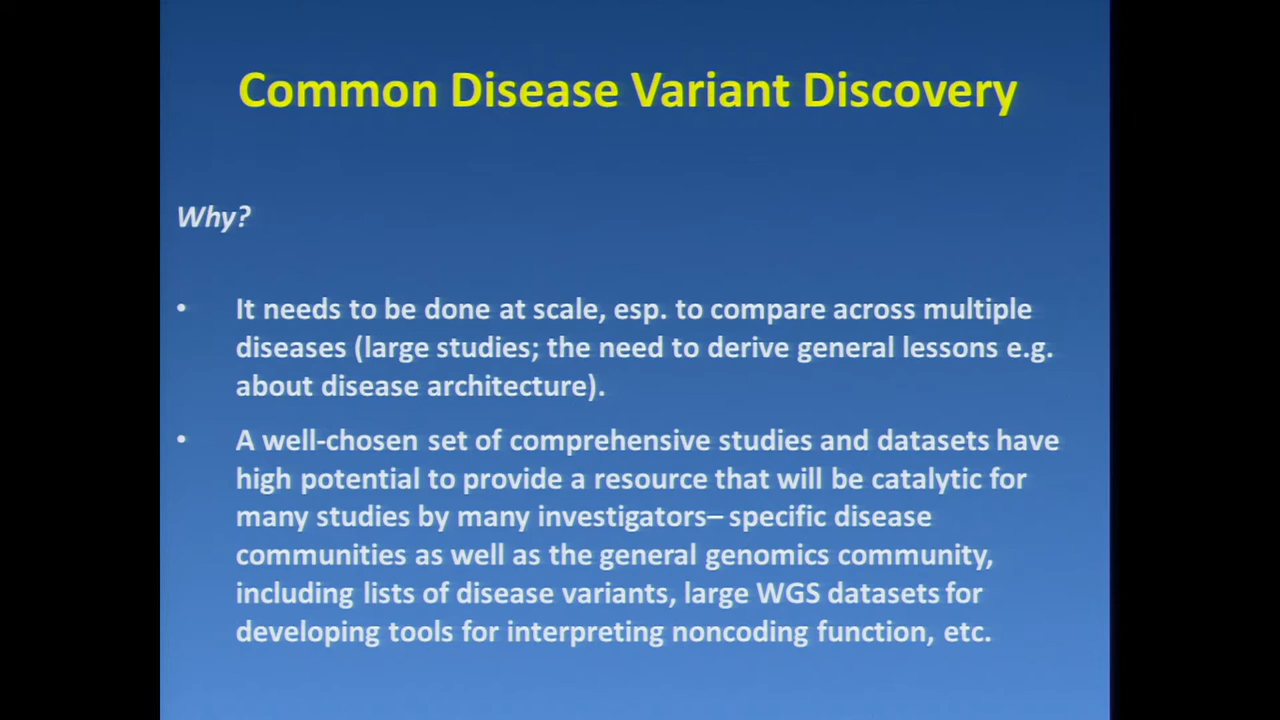 Common Disease Variant Discovery
Why?
• It needs to be done at scale, esp. to compare across multiple
diseases (large studies; the need to derive general lessons e.g.
about disease architecture).
• A well-chosen set of comprehensive studies and datasets have
high potential to provide a resource that will be catalytic for
many studies by many investigators– specific disease
communities as well as the general genomics community,
including lists of disease variants, large WGS datasets for
developing tools for interpreting noncoding function, etc.